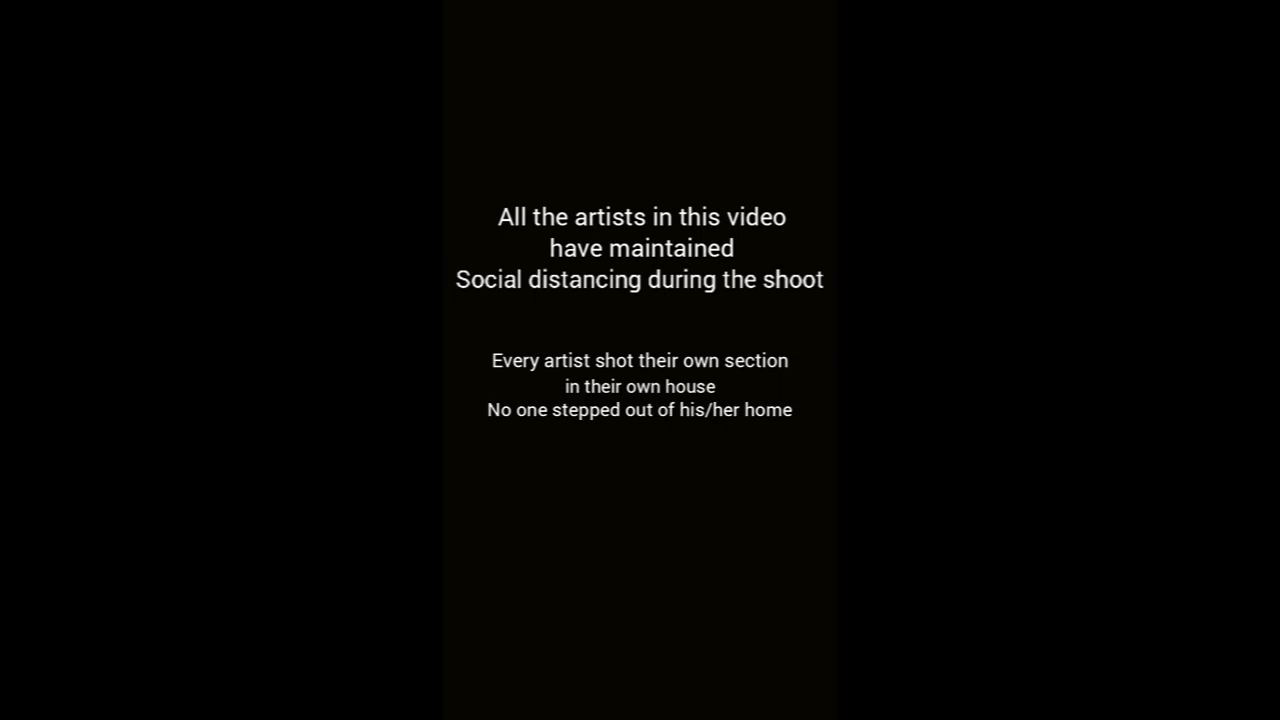 All the artists in this video
have maintained
Social distancing during the shoot
Every artist shot their own section
in their own house
No one stepped out of his/her home